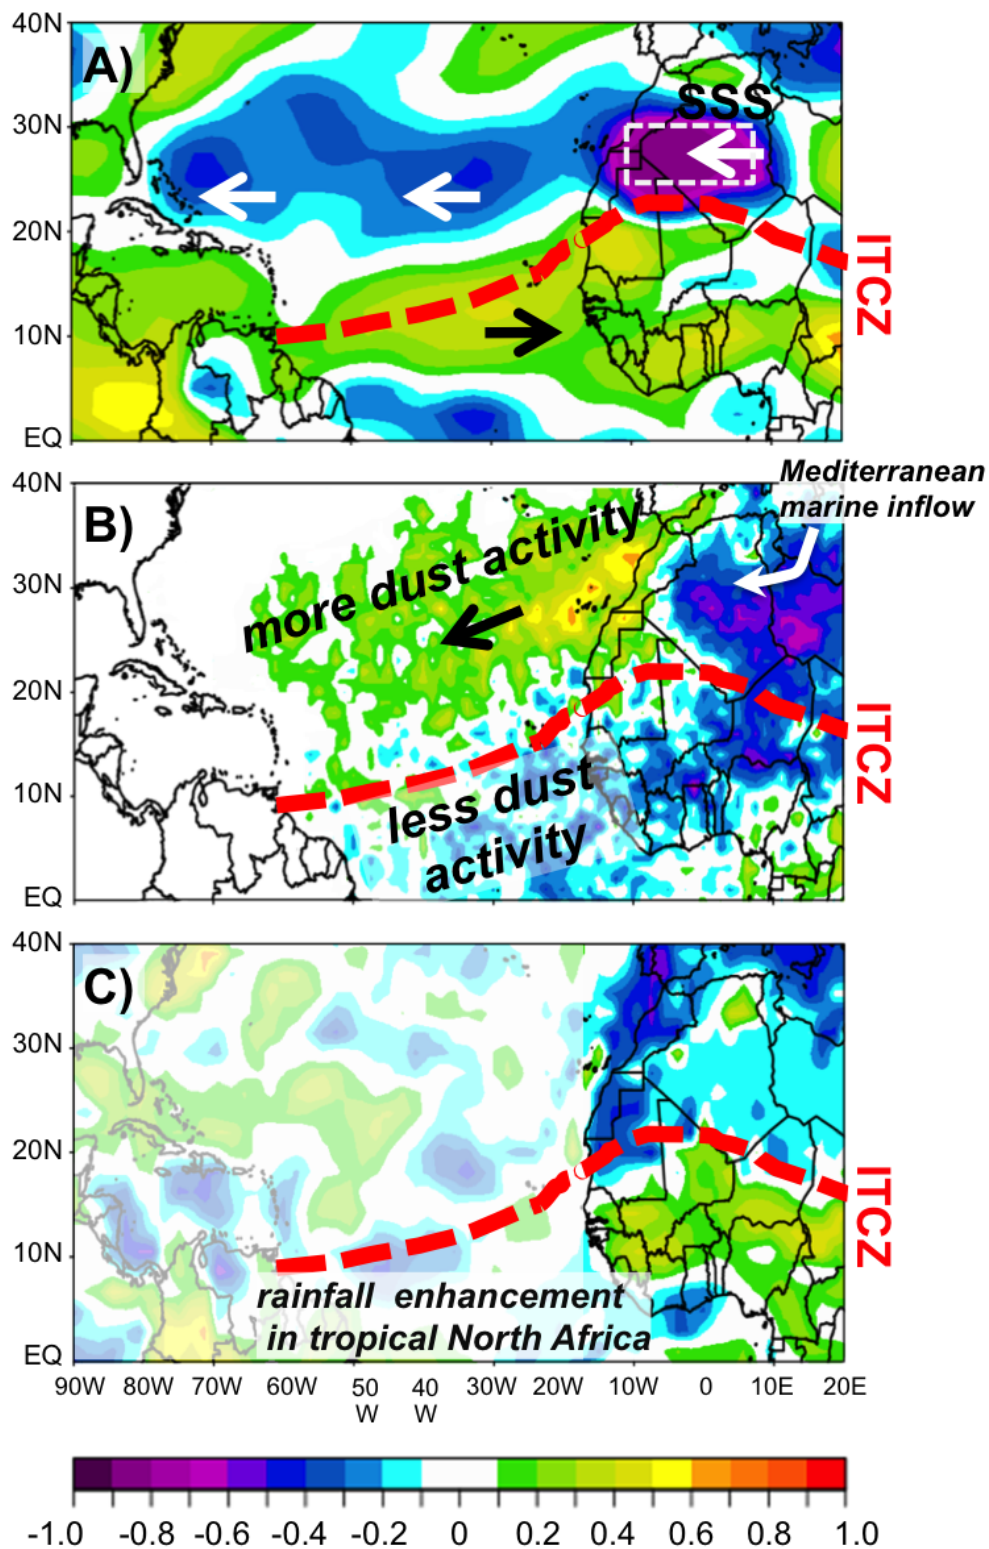 40N
A)
SSS
30N
20N
ITCZ
10N
EQ
Mediterranean
marine inflow
40N
B)
more dust activity
30N
20N
ITCZ
10N
less dust
activity
EQ
40N
C)
30N
20N
ITCZ
10N
rainfall enhancement
in tropical North Africa
EQ
90W 80W 70W 60W 50 W 40 W 30W 20W 10W 0 10E 20E
-1.0 -0.8 -0.6 -0.4 -0.2 0 0.2 0.4 0.6 0.8 1.0